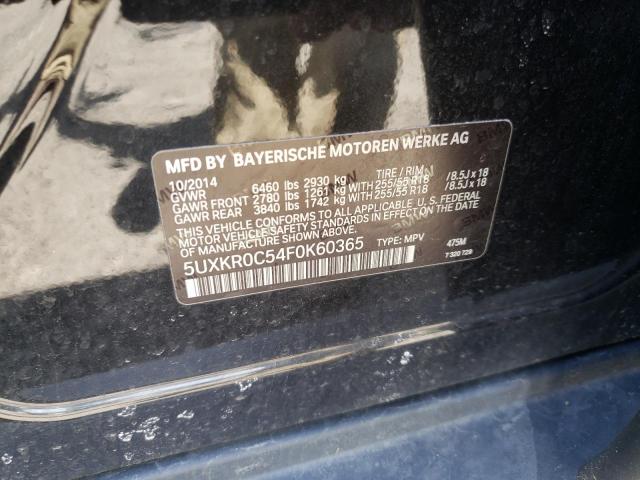 MFD BY BAYERISCHE MOTOREN WERKE AG
10/2014 TIRE / RIM
GVWR 6460 lbs 2930 kg
GAWR FRONT 2780 lbs 1261 kg WITH 255/55 R18 /8.5J x 18
GAWR REAR 3840 lbs 1742 kg WITH 255/55 R18 /8.5J x 18
THIS VEHICLE CONFORMS TO ALL APPLICABLE U.S. FEDERAL
MOTOR VEHICLE SAFETY STANDARDS IN EFFECT ON THE DATE
OF MANUFACTURE SHOWN ABOVE.
5UXKR0C54F0K60365 TYPE: MPV 475M
T 320 729